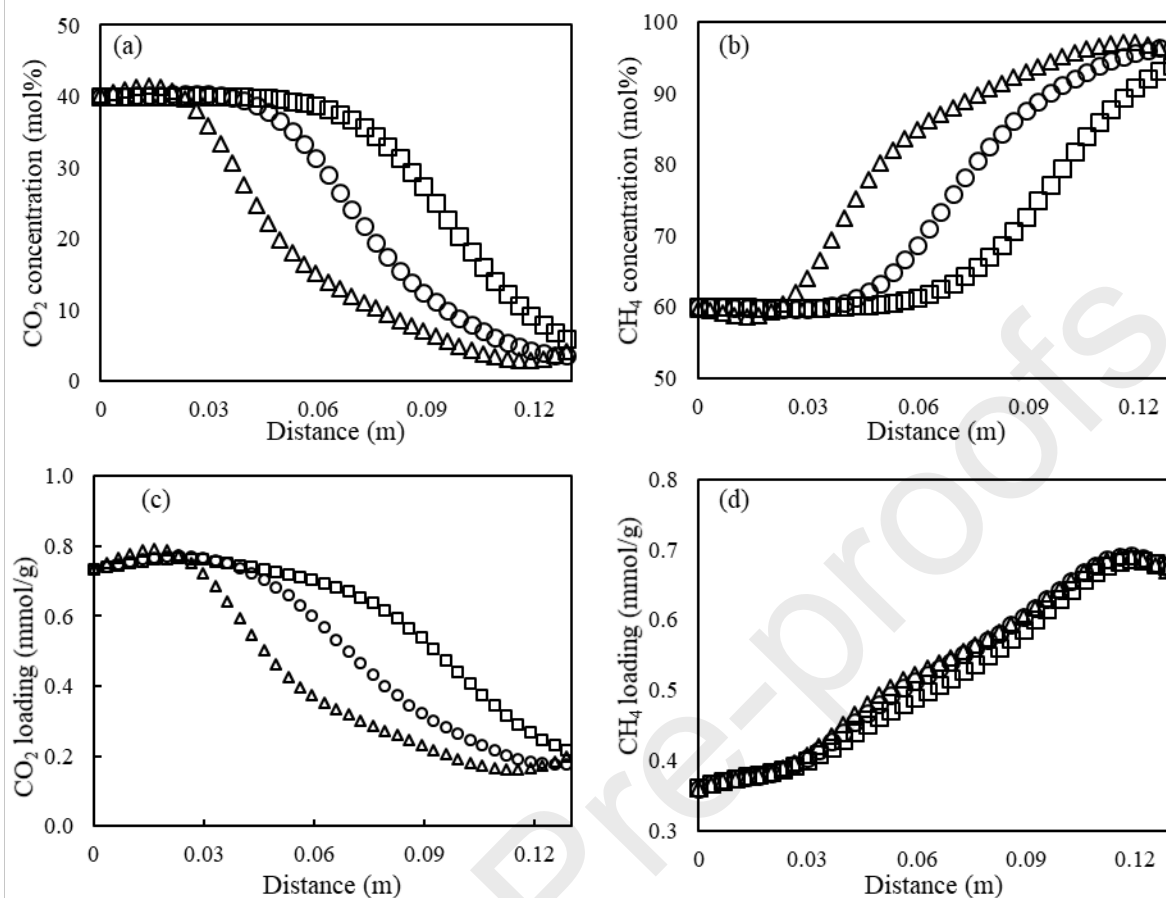 (a)
CO₂ concentration (mol%)
50
40
30
20
10
0
0 0.03 0.06 0.09 0.12
Distance (m)
(b)
CH₄ concentration (mol%)
100
90
80
70
60
50
0 0.03 0.06 0.09 0.12
Distance (m)
(c)
CO₂ loading (mmol/g)
1.0
0.8
0.6
0.4
0.2
0.0
0 0.03 0.06 0.09 0.12
Distance (m)
(d)
CH₄ loading (mmol/g)
0.8
0.7
0.6
0.5
0.4
0.3
0 0.03 0.06 0.09 0.12
Distance (m)
Pre-proofs